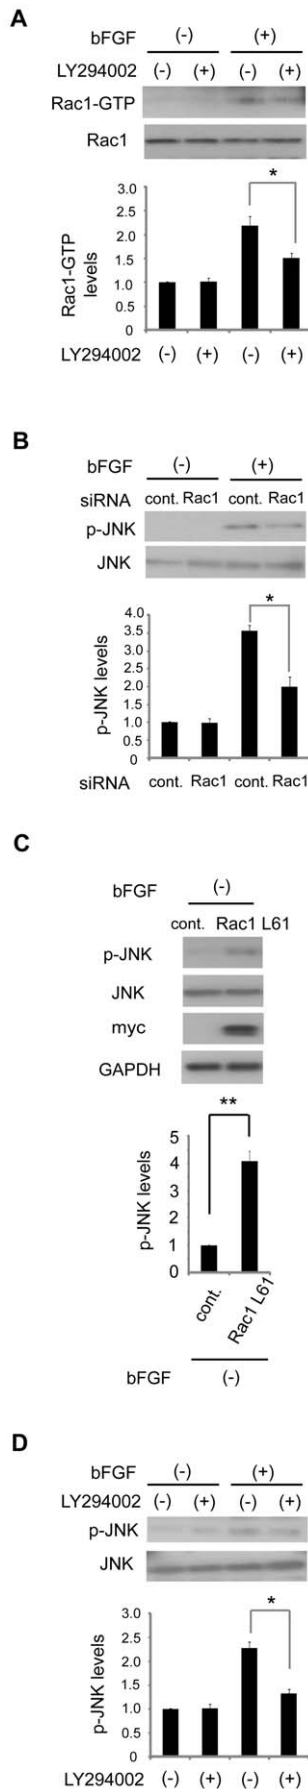 A
bFGF (-) (+)
LY294002 (-) (+) (-) (+)
Rac1-GTP
Rac1
*
3.0
2.5
2.0
1.5
1.0
0.5
0.0
Rac1-GTP
levels
LY294002 (-) (+) (-) (+)
B
bFGF (-) (+)
siRNA cont. Rac1 cont. Rac1
p-JNK
JNK
*
4.0
3.5
3.0
2.5
2.0
1.5
1.0
0.5
0.0
p-JNK levels
siRNA cont. Rac1 cont. Rac1
C
bFGF (-)
cont. Rac1 L61
p-JNK
JNK
myc
GAPDH
**
5
4
3
2
1
0
p-JNK levels
cont. Rac1 L61
bFGF (-)
D
bFGF (-) (+)
LY294002 (-) (+) (-) (+)
p-JNK
JNK
*
3.0
2.5
2.0
1.5
1.0
0.5
0.0
p-JNK levels
LY294002 (-) (+) (-) (+)